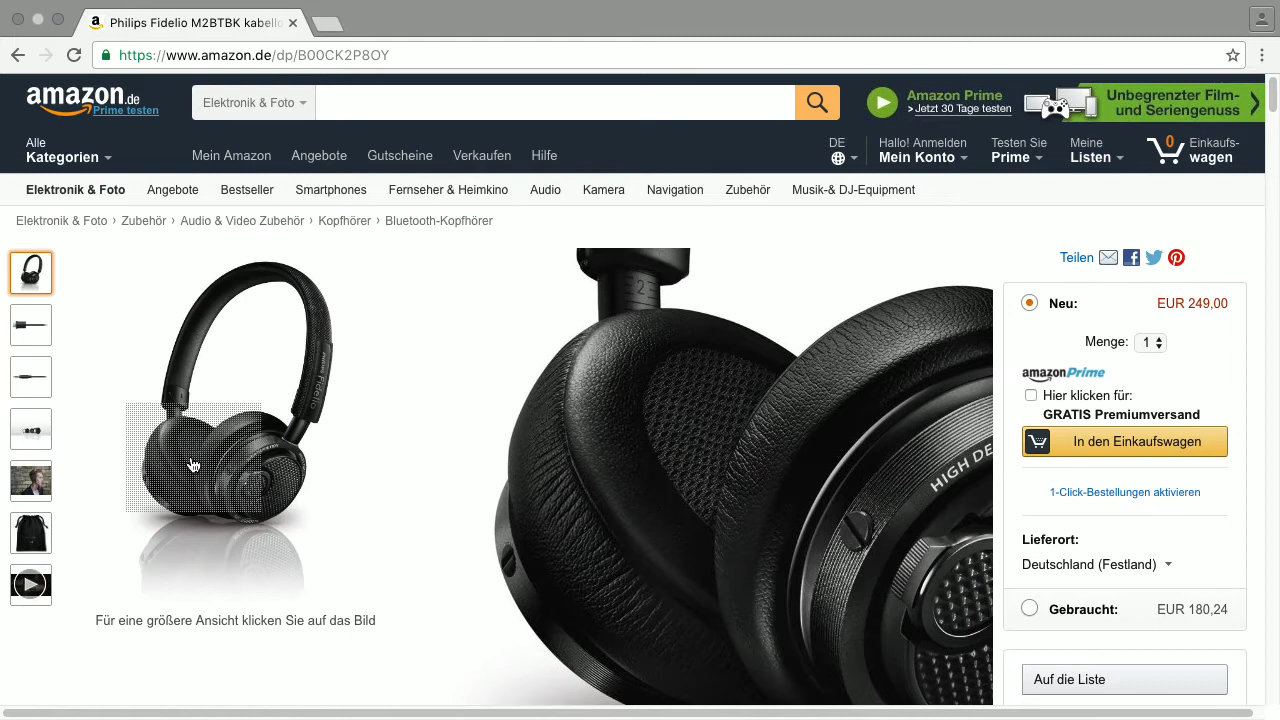 Philips Fidelio M2BTBK kabello
https://www.amazon.de/dp/B00CK2P8OY
amazon.de
Prime testen
Elektronik & Foto
Amazon Prime
> Jetzt 30 Tage testen
Unbegrenzter Film-
und Seriengenuss
Alle
Kategorien
Mein Amazon
Angebote
Gutscheine
Verkaufen
Hilfe
DE
Hallo! Anmelden
Mein Konto
Testen Sie
Prime
Meine
Listen
0
Einkaufs-
wagen
Elektronik & Foto
Angebote
Bestseller
Smartphones
Fernseher & Heimkino
Audio
Kamera
Navigation
Zubehör
Musik-& DJ-Equipment
Elektronik & Foto › Zubehör › Audio & Video Zubehör › Kopfhörer › Bluetooth-Kopfhörer
Teilen
Neu:
EUR 249,00
Menge: 1
amazonPrime
Hier klicken für:
GRATIS Premiumversand
In den Einkaufswagen
1-Click-Bestellungen aktivieren
Lieferort:
Deutschland (Festland)
Gebraucht:
EUR 180,24
Auf die Liste
Fidelio
2
HIGH DE
Für eine größere Ansicht klicken Sie auf das Bild